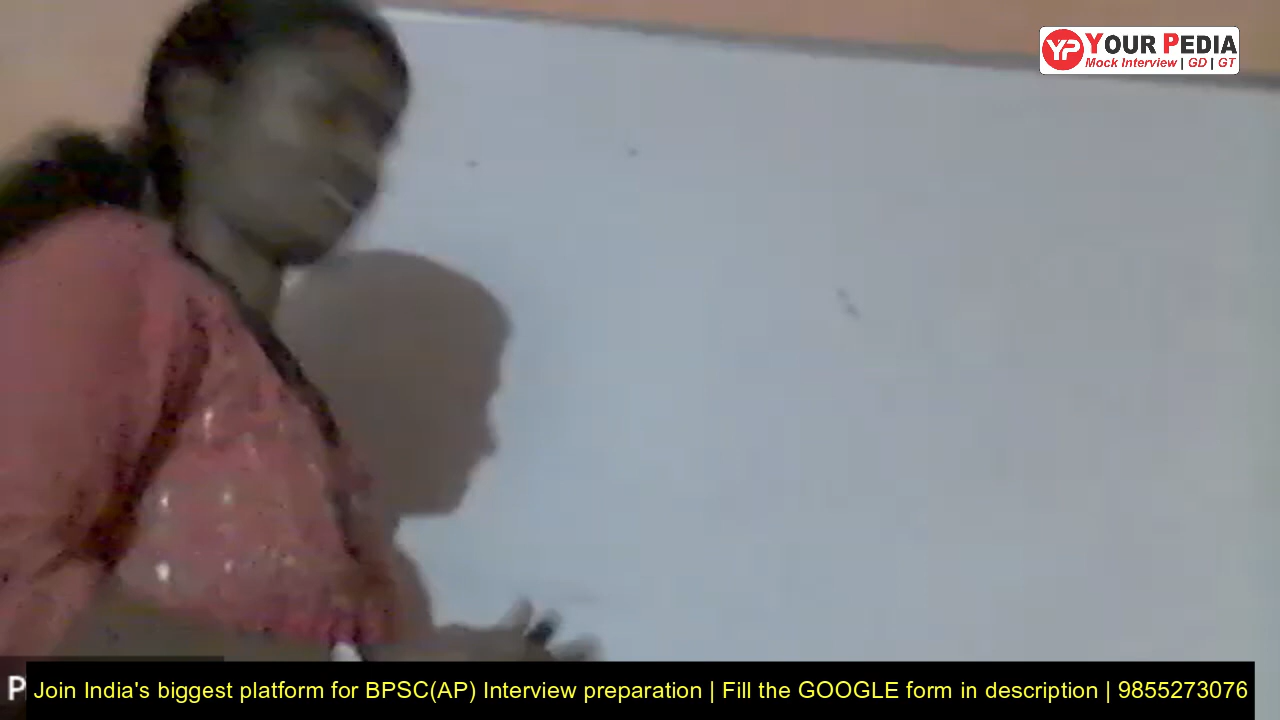 YP YOUR PEDIA
Mock Interview | GD | GT
P
Join India's biggest platform for BPSC(AP) Interview preparation | Fill the GOOGLE form in description | 9855273076